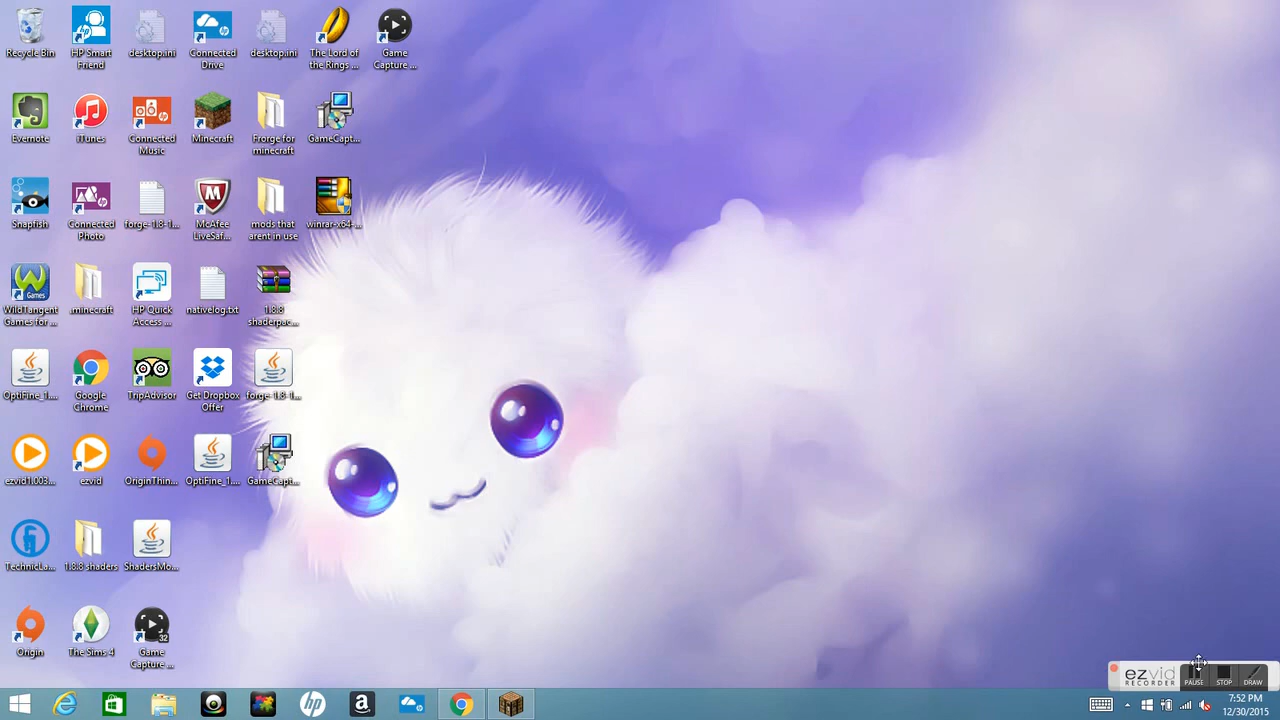 Recycle Bin
HP Smart Friend
desktop.ini
Connected Drive
desktop.ini
The Lord of the Rings ...
Game Capture ...
Evernote
iTunes
Connected Music
Minecraft
Frorge for minecraft
GameCapt...
Snapfish
Connected Photo
forge-1.8-1...
McAfee LiveSaf...
mods that arent in use
winrar-x64-...
WildTangent Games for ...
.minecraft
HP Quick Access ...
nativelog.txt
1.8.8 shaderpac...
OptiFine_1....
Google Chrome
TripAdvisor
Get Dropbox Offer
forge-1.8-1...
ezvid1.003...
ezvid
OriginThin...
OptiFine_1....
GameCapt...
TechnicLa...
1.8.8 shaders
ShadersMo...
Origin
The Sims 4
32
Game Capture ...
ezvid
RECORDER
PAUSE
STOP
DRAW
7:52 PM
12/30/2015